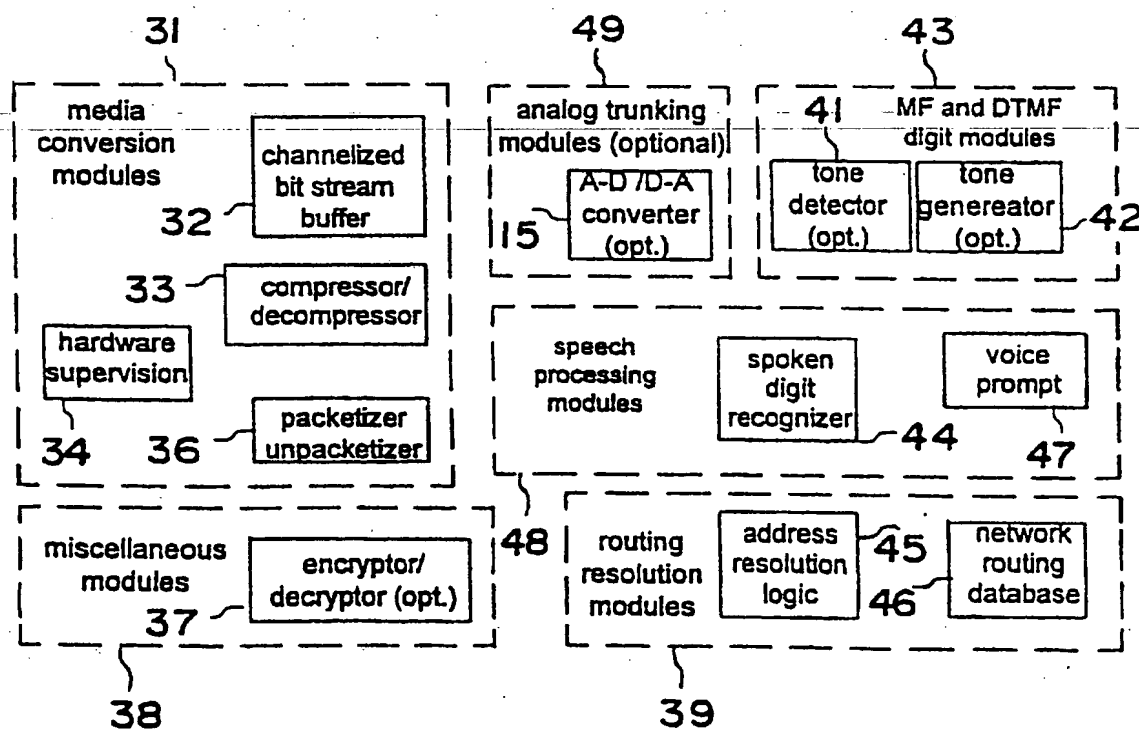 31
media
conversion modules
channelized
bit stream
buffer
32
33
compressor/
decompressor
hardware
supervision
34
36
packetizer
unpacketizer
49
analog trunking
modules (optional)
A-D /D-A
converter
(opt.)
15
43
41
MF and DTMF
digit modules
tone
detector
(opt.)
tone
genereator
(opt.)
42
speech
processing
modules
spoken
digit
recognizer
44
voice
prompt
47
48
miscellaneous
modules
37
encryptor/
decryptor (opt.)
38
routing
resolution
modules
address
resolution
logic
45
46
network
routing
database
39